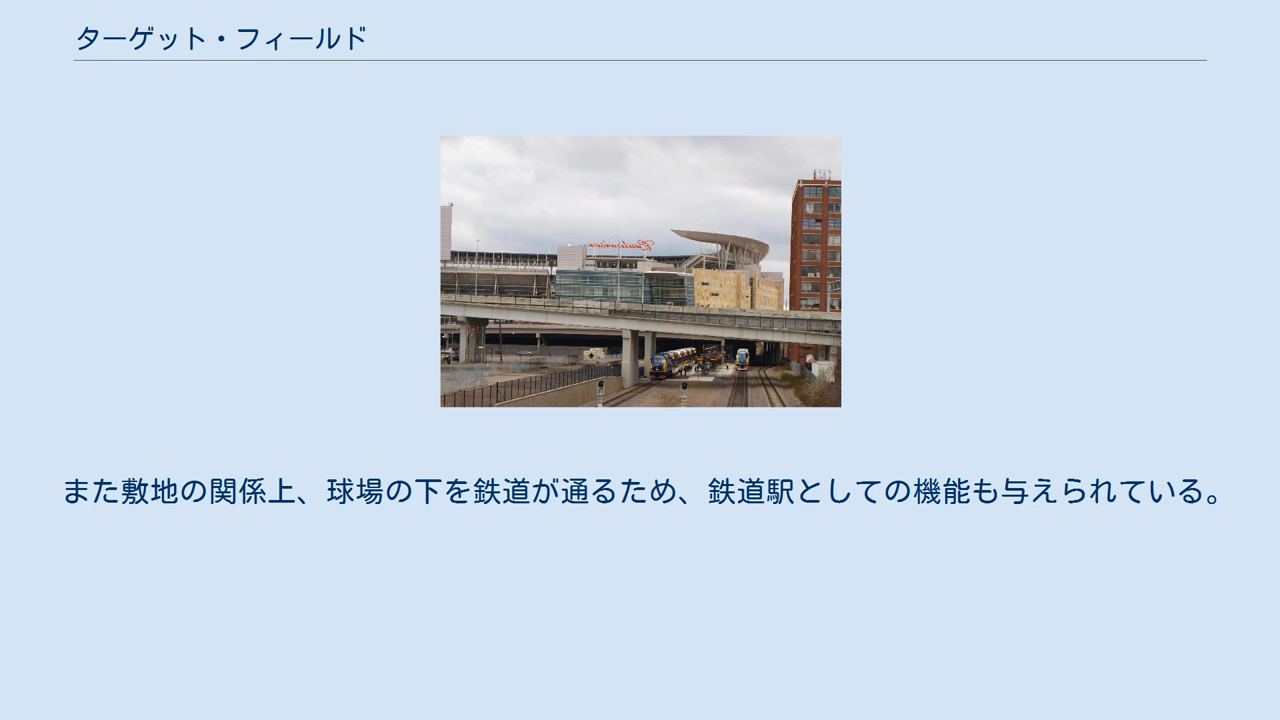 ターゲット・フィールド
Budweiser
また敷地の関係上、球場の下を鉄道が通るため、鉄道駅としての機能も与えられている。